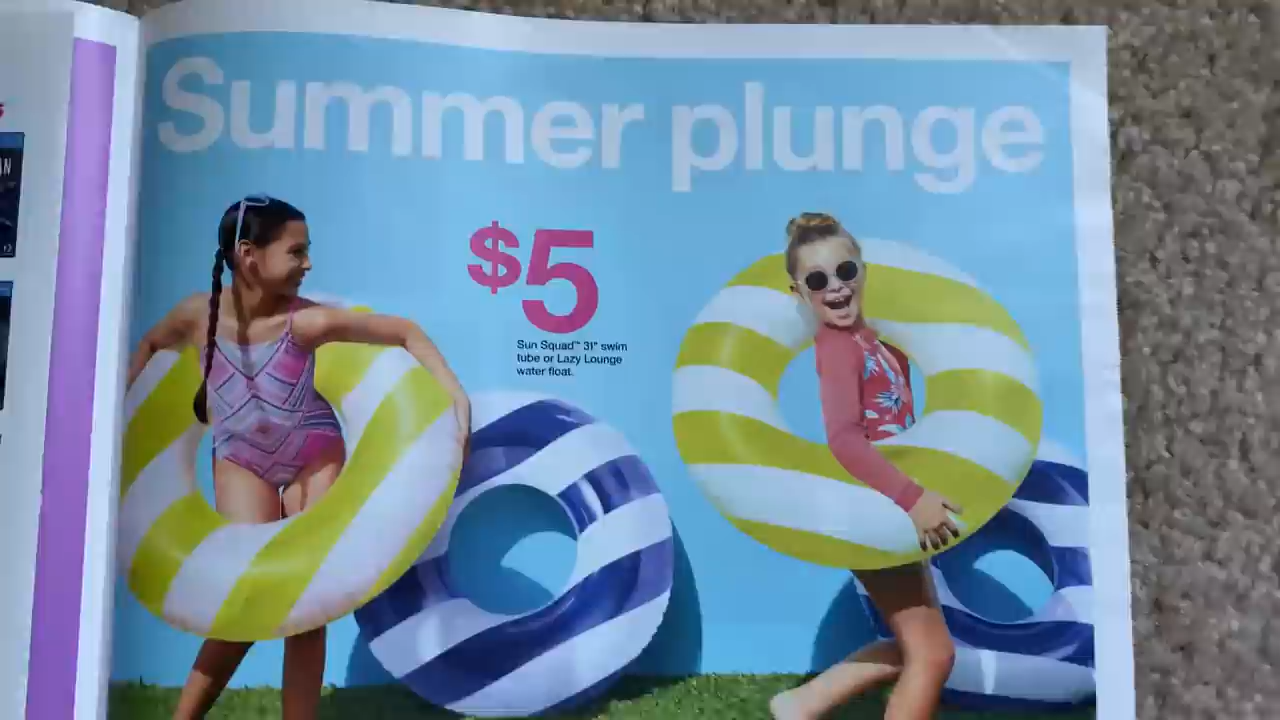 Summer plunge
$5
Sun Squad™ 31" swim
tube or Lazy Lounge
water float.